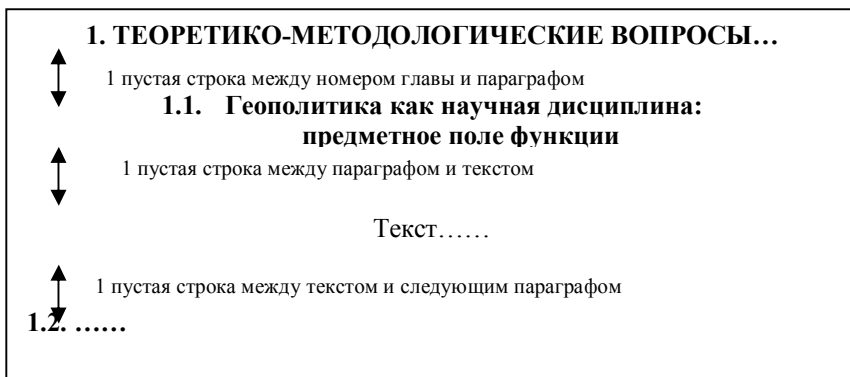 1. ТЕОРЕТИКО-МЕТОДОЛОГИЧЕСКИЕ ВОПРОСЫ…
1 пустая строка между номером главы и параграфом
1.1. Геополитика как научная дисциплина:
предметное поле функции
1 пустая строка между параграфом и текстом
Текст……
1 пустая строка между текстом и следующим параграфом
1.2. ……